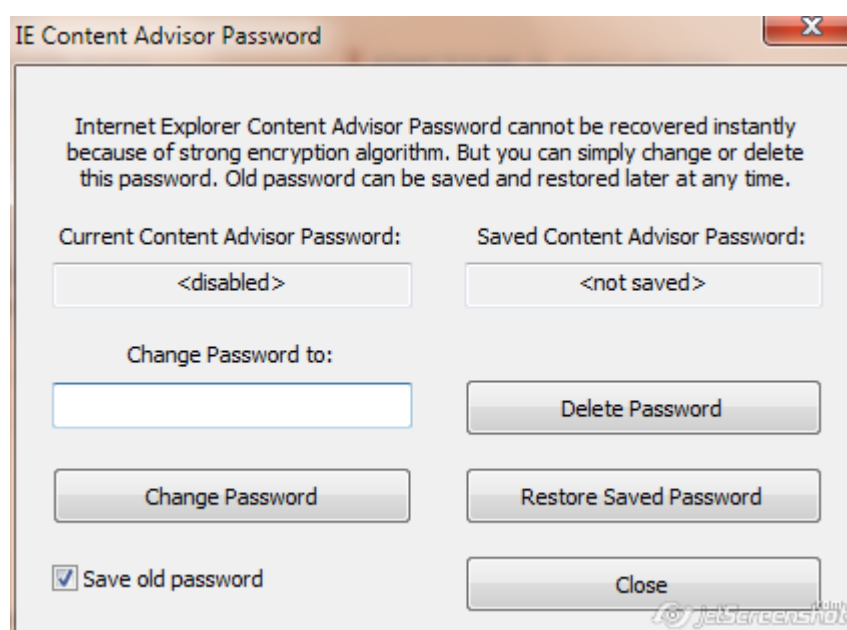 IE Content Advisor Password
Internet Explorer Content Advisor Password cannot be recovered instantly
because of strong encryption algorithm. But you can simply change or delete
this password. Old password can be saved and restored later at any time.
Current Content Advisor Password:
Saved Content Advisor Password:
<disabled>
<not saved>
Change Password to:
Delete Password
Change Password
Restore Saved Password
Save old password
Close